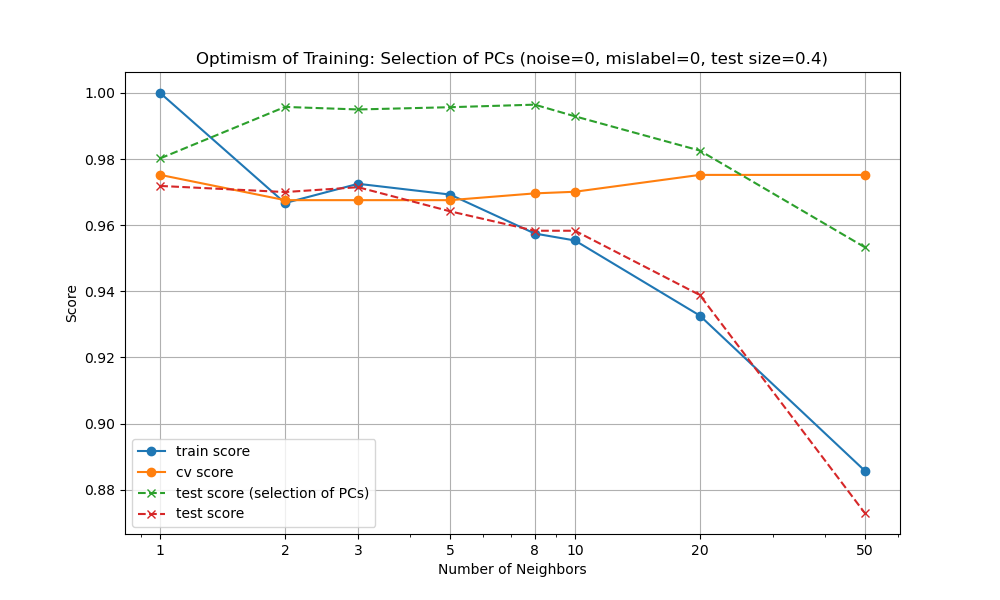 Optimism of Training: Selection of PCs (noise=0, mislabel=0, test size=0.4)
1.00
0.98
0.96
0.94
0.92
0.90
0.88
Score
train score
cv score
test score (selection of PCs)
test score
1 2 3 5 8 10 20 50
Number of Neighbors